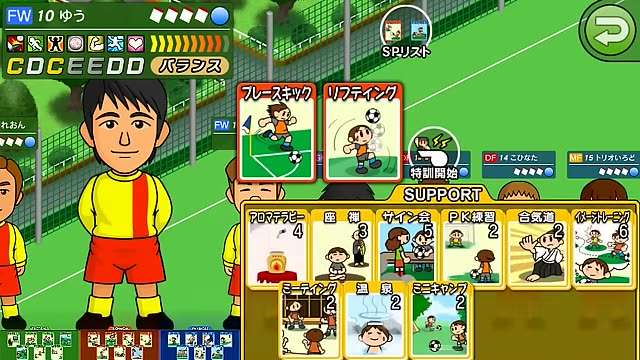 FW 10 ゆう
CDCEEDD バランス
SPリスト
れおん
FW 1
プレースキック
リフティング
特訓開始
DF 14 こひなた
MF 15 トリオいろど
SUPPORT
アロマテラピー
4
座禅
3
サイン会
5
PK練習
2
合気道
2
イメージトレーニング
6
ミーティング
2
温泉
2
ミニキャンプ
2